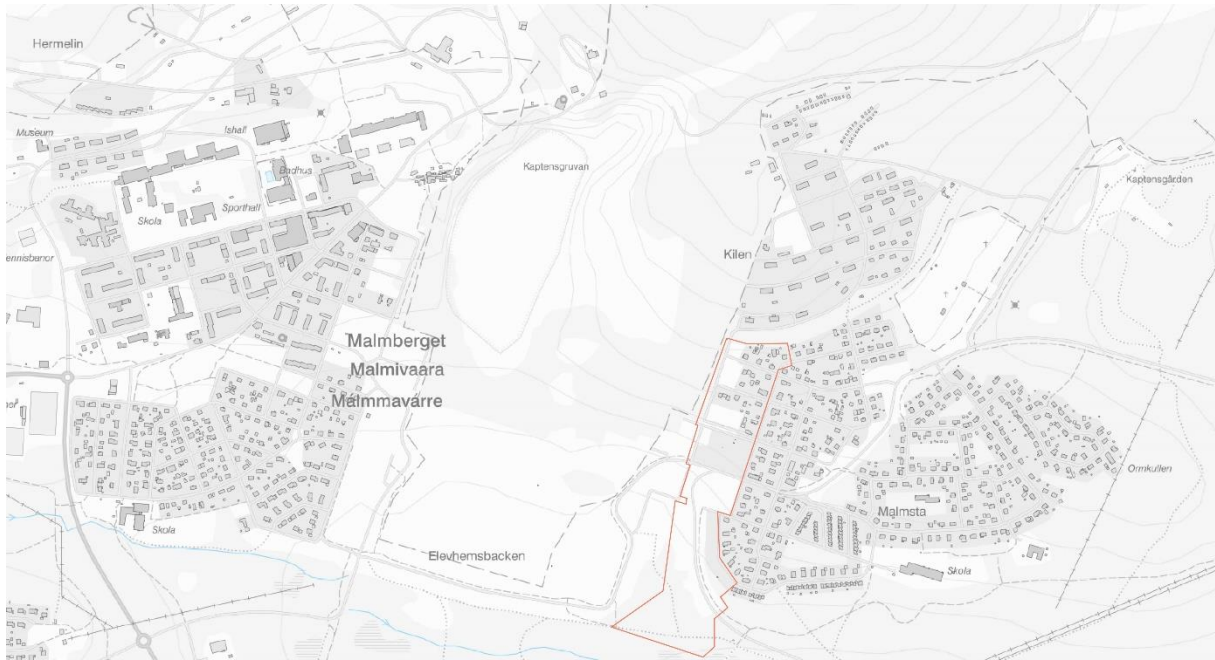 Hermelin
Museum
Ishall
Badhus
Kaptensgruvan
Kaptensgården
Skola
Sporthall
Kilen
ennisbanor
Malmberget
Malmivaara
Malmmavárre
Ormkullen
Malmsta
Skola
Elevhemsbacken
Skola